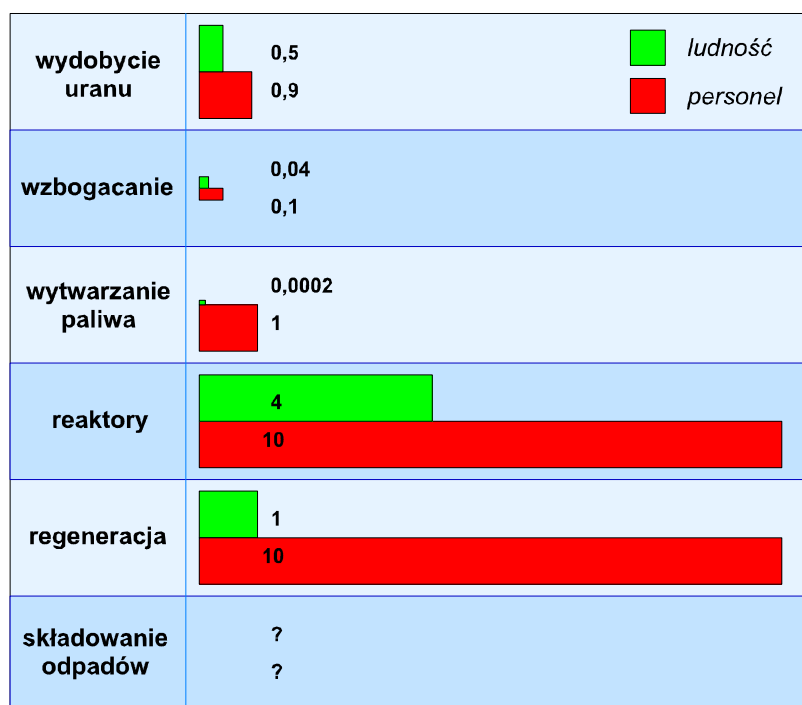 wydobycie
uranu
0,5
0,9
ludność
personel
wzbogacanie
0,04
0,1
wytwarzanie
paliwa
0,0002
1
reaktory
4
10
regeneracja
1
10
składowanie
odpadów
?
?